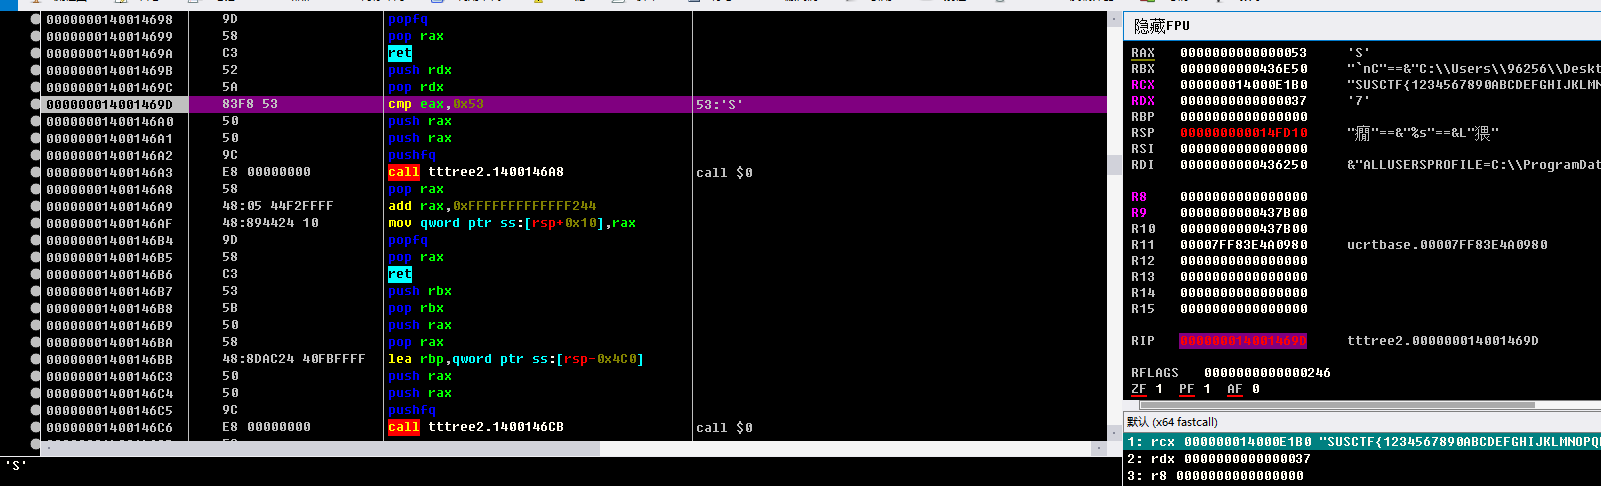 0000000140014698 9D popfq
0000000140014699 58 pop rax
000000014001469A C3 ret
000000014001469B 52 push rdx
000000014001469C 5A pop rdx
000000014001469D 83F8 53 cmp eax,0x53 53:'S'
00000001400146A0 50 push rax
00000001400146A1 50 push rax
00000001400146A2 9C pushfq
00000001400146A3 E8 00000000 call tttree2.1400146A8 call $0
00000001400146A8 58 pop rax
00000001400146A9 48:05 44F2FFFF add rax,0xFFFFFFFFFFFFF244
00000001400146AF 48:894424 10 mov qword ptr ss:[rsp+0x10],rax
00000001400146B4 9D popfq
00000001400146B5 58 pop rax
00000001400146B6 C3 ret
00000001400146B7 53 push rbx
00000001400146B8 5B pop rbx
00000001400146B9 50 push rax
00000001400146BA 58 pop rax
00000001400146BB 48:8DAC24 40FBFFFF lea rbp,qword ptr ss:[rsp-0x4C0]
00000001400146C3 50 push rax
00000001400146C4 50 push rax
00000001400146C5 9C pushfq
00000001400146C6 E8 00000000 call tttree2.1400146CB call $0
'S'
隐藏FPU
RAX 0000000000000053 'S'
RBX 0000000000436E50 "`nC"==&"C:\\Users\\96256\\Deskt
RCX 000000014000E1B0 "SUSCTF{1234567890ABCDEFGHIJKLMN
RDX 0000000000000037 '7'
RBP 0000000000000000
RSP 000000000014FD10 "癎"==&"%s"==&L"猥"
RSI 0000000000000000
RDI 0000000000436250 &"ALLUSERSPROFILE=C:\\ProgramDat
R8 0000000000000000
R9 0000000000437B00
R10 0000000000437B00
R11 00007FF83E4A0980 ucrtbase.00007FF83E4A0980
R12 0000000000000000
R13 0000000000000000
R14 0000000000000000
R15 0000000000000000
RIP 000000014001469D tttree2.000000014001469D
RFLAGS 0000000000000246
ZF 1 PF 1 AF 0
默认 (x64 fastcall)
1: rcx 000000014000E1B0 "SUSCTF{1234567890ABCDEFGHIJKLMNOPQ
2: rdx 0000000000000037
3: r8 0000000000000000